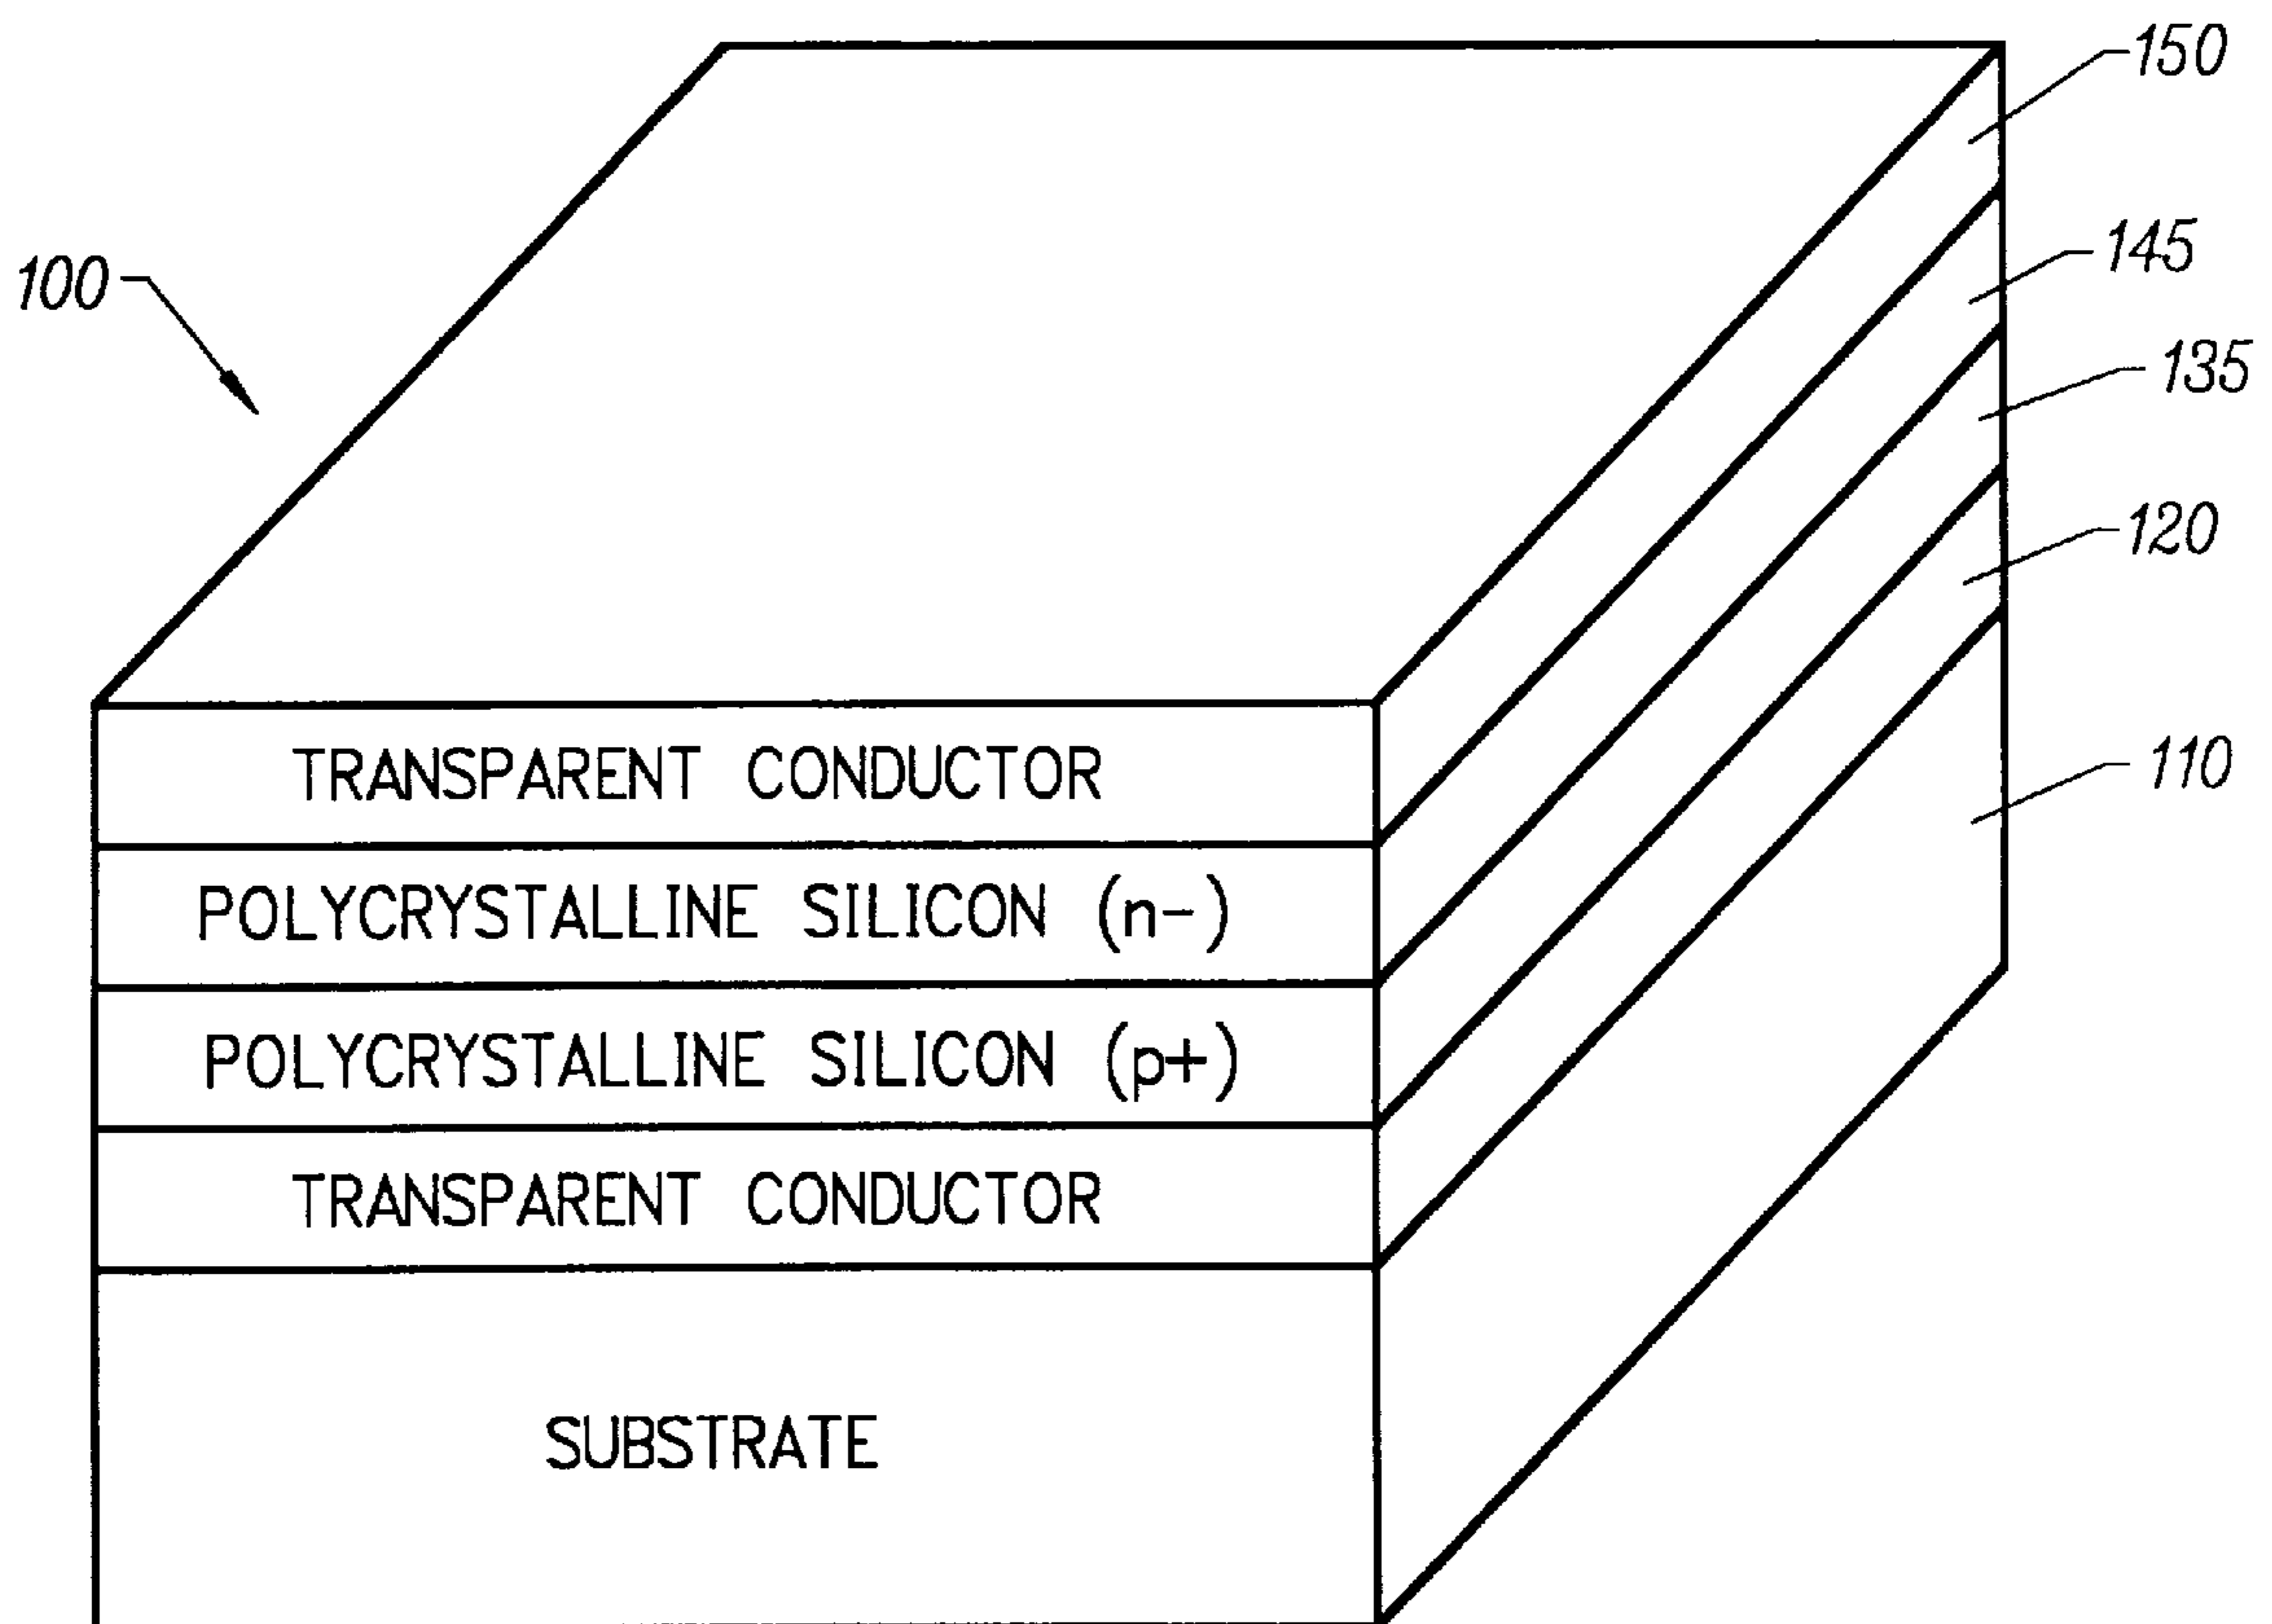 150
145
100
135
120
110
TRANSPARENT CONDUCTOR
POLYCRYSTALLINE SILICON (n-)
POLYCRYSTALLINE SILICON (p+)
TRANSPARENT CONDUCTOR
SUBSTRATE